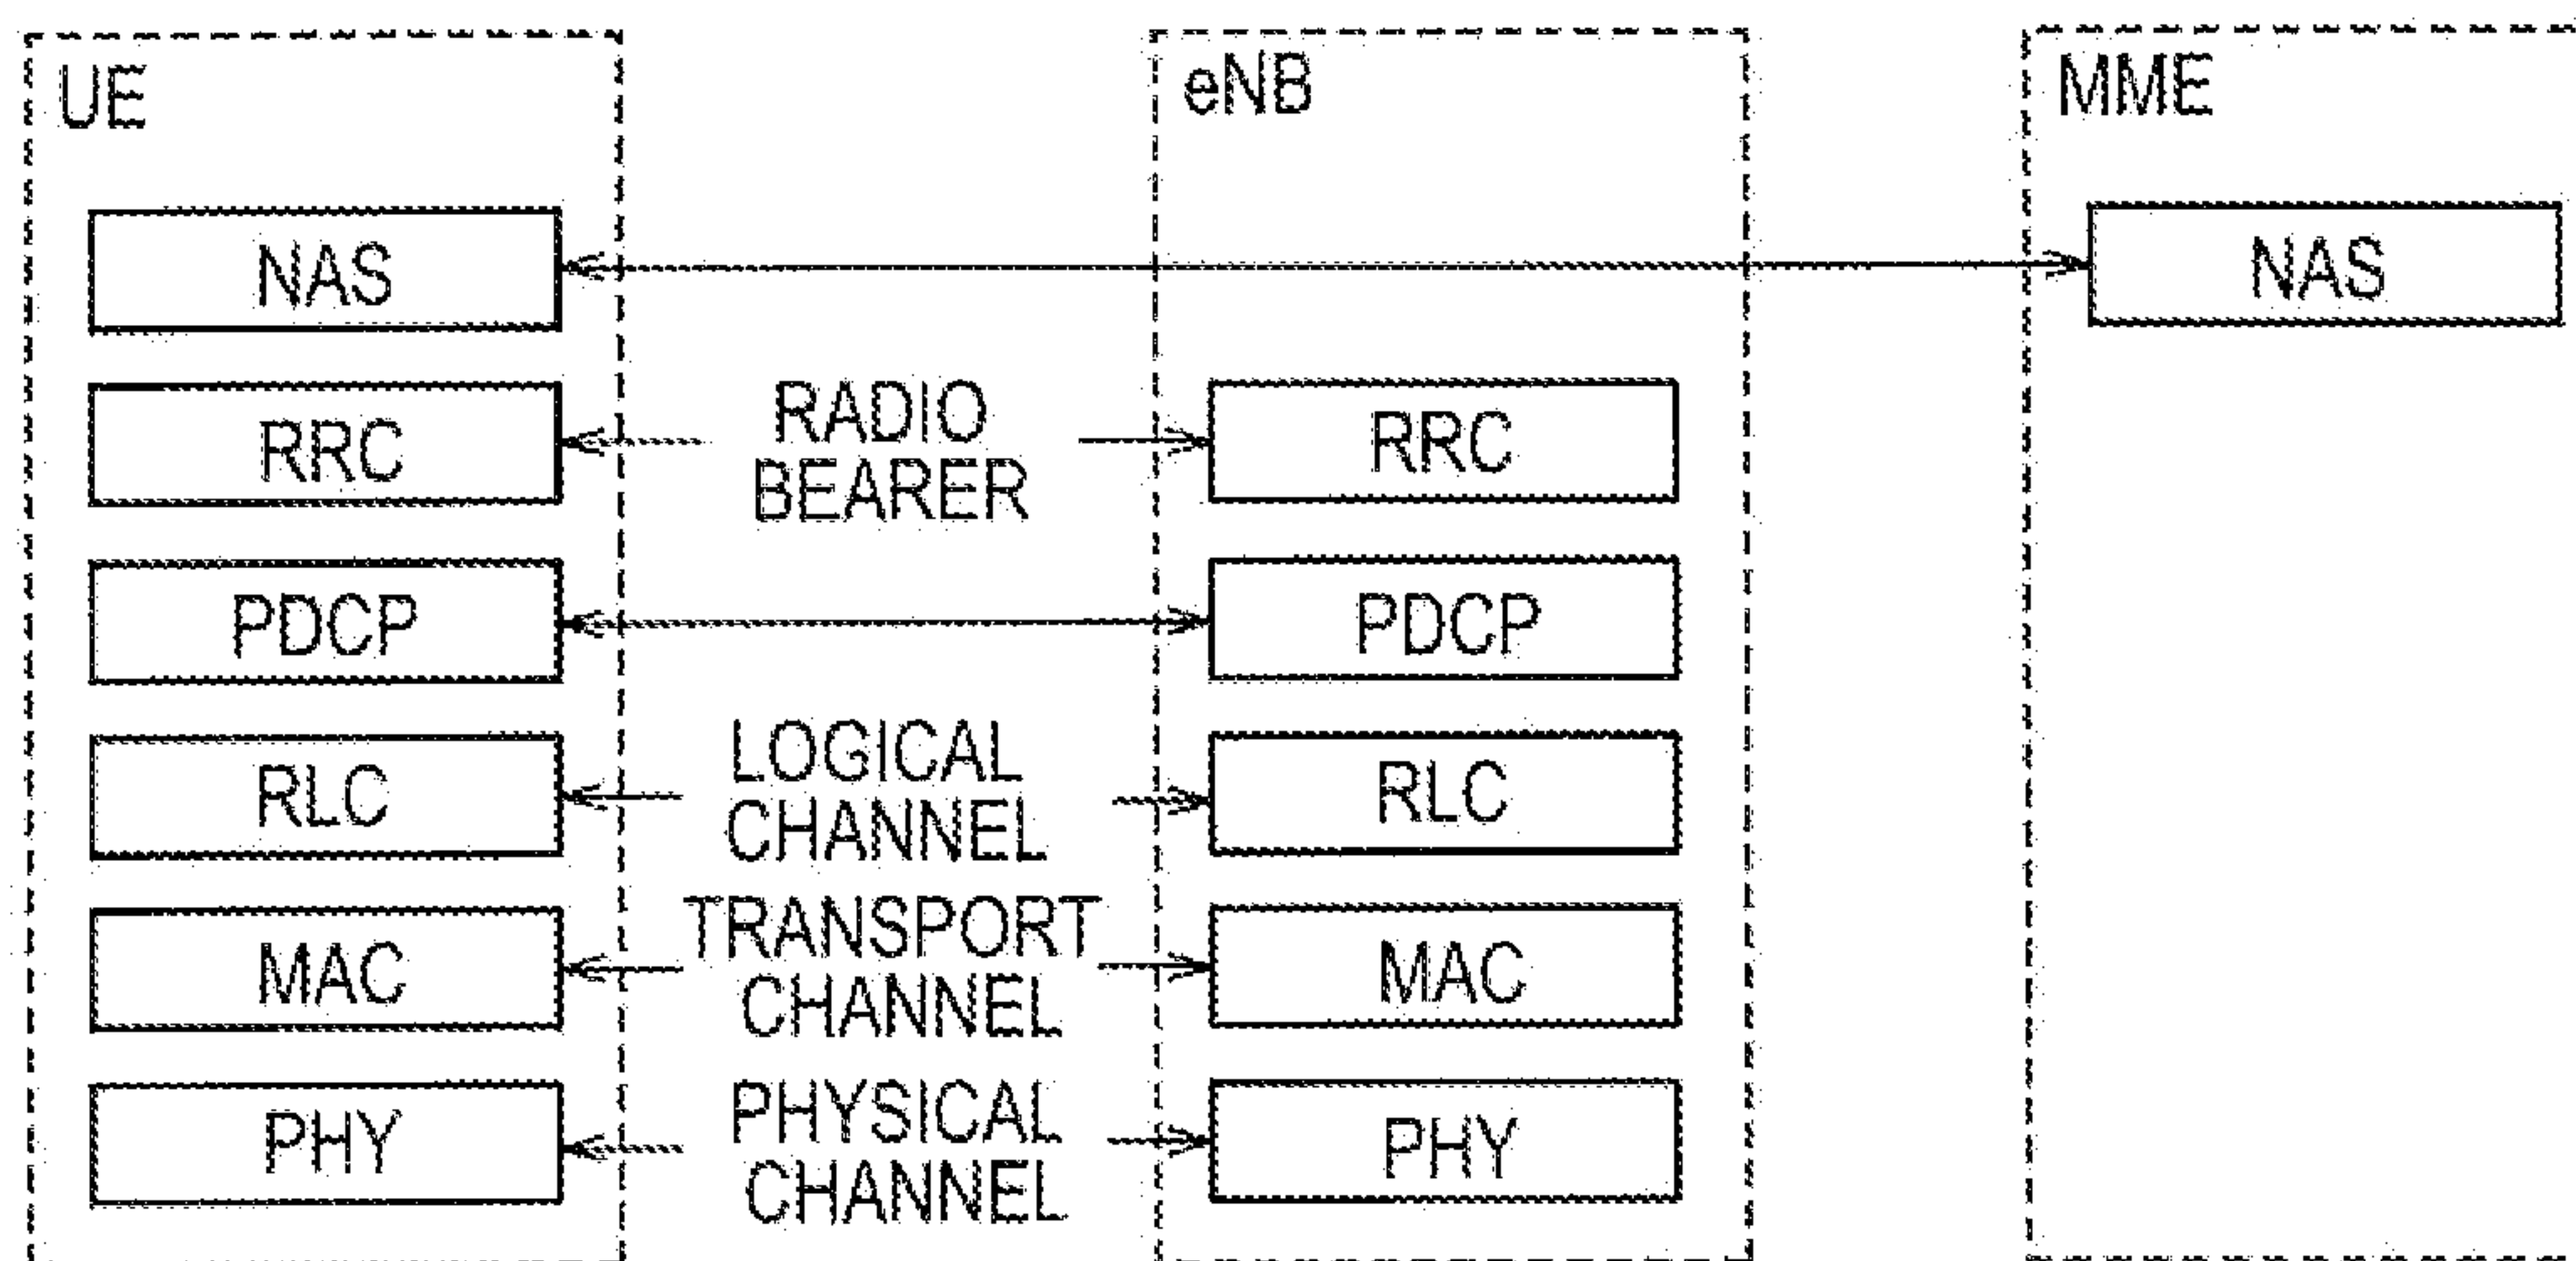 UE
eNB
MME
NAS
NAS
RRC
RADIO
BEARER
RRC
PDCP
PDCP
RLC
LOGICAL
CHANNEL
RLC
MAC
TRANSPORT
CHANNEL
MAC
PHY
PHYSICAL
CHANNEL
PHY